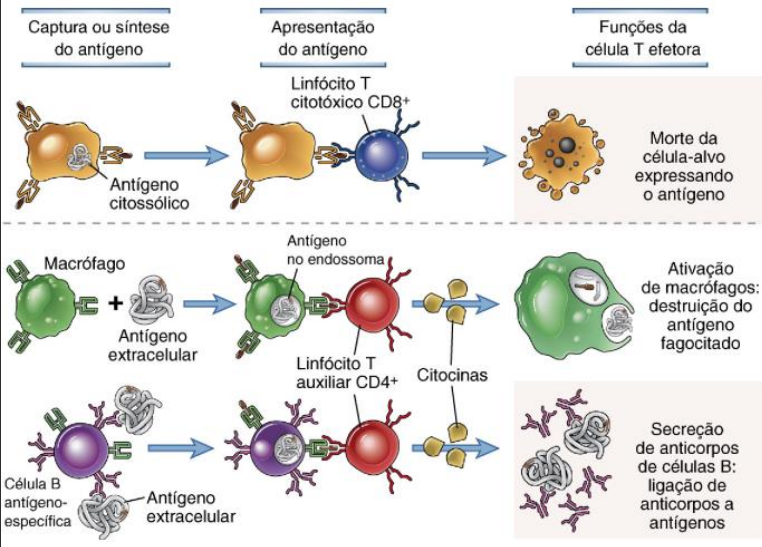 Captura ou síntese
do antígeno
Apresentação
do antígeno
Funções da
célula T efetora
Linfócito T
citotóxico CD8+
Antígeno
citossólico
Morte da
célula-alvo
expressando
o antígeno
Macrófago
Antígeno
extracelular
Antígeno
no endossoma
Linfócito T
auxiliar CD4+
Citocinas
Ativação
de macrófagos:
destruição do
antígeno
fagocitado
Célula B
antígeno-
específica
Antígeno
extracelular
Secreção
de anticorpos
de células B:
ligação de
anticorpos a
antígenos